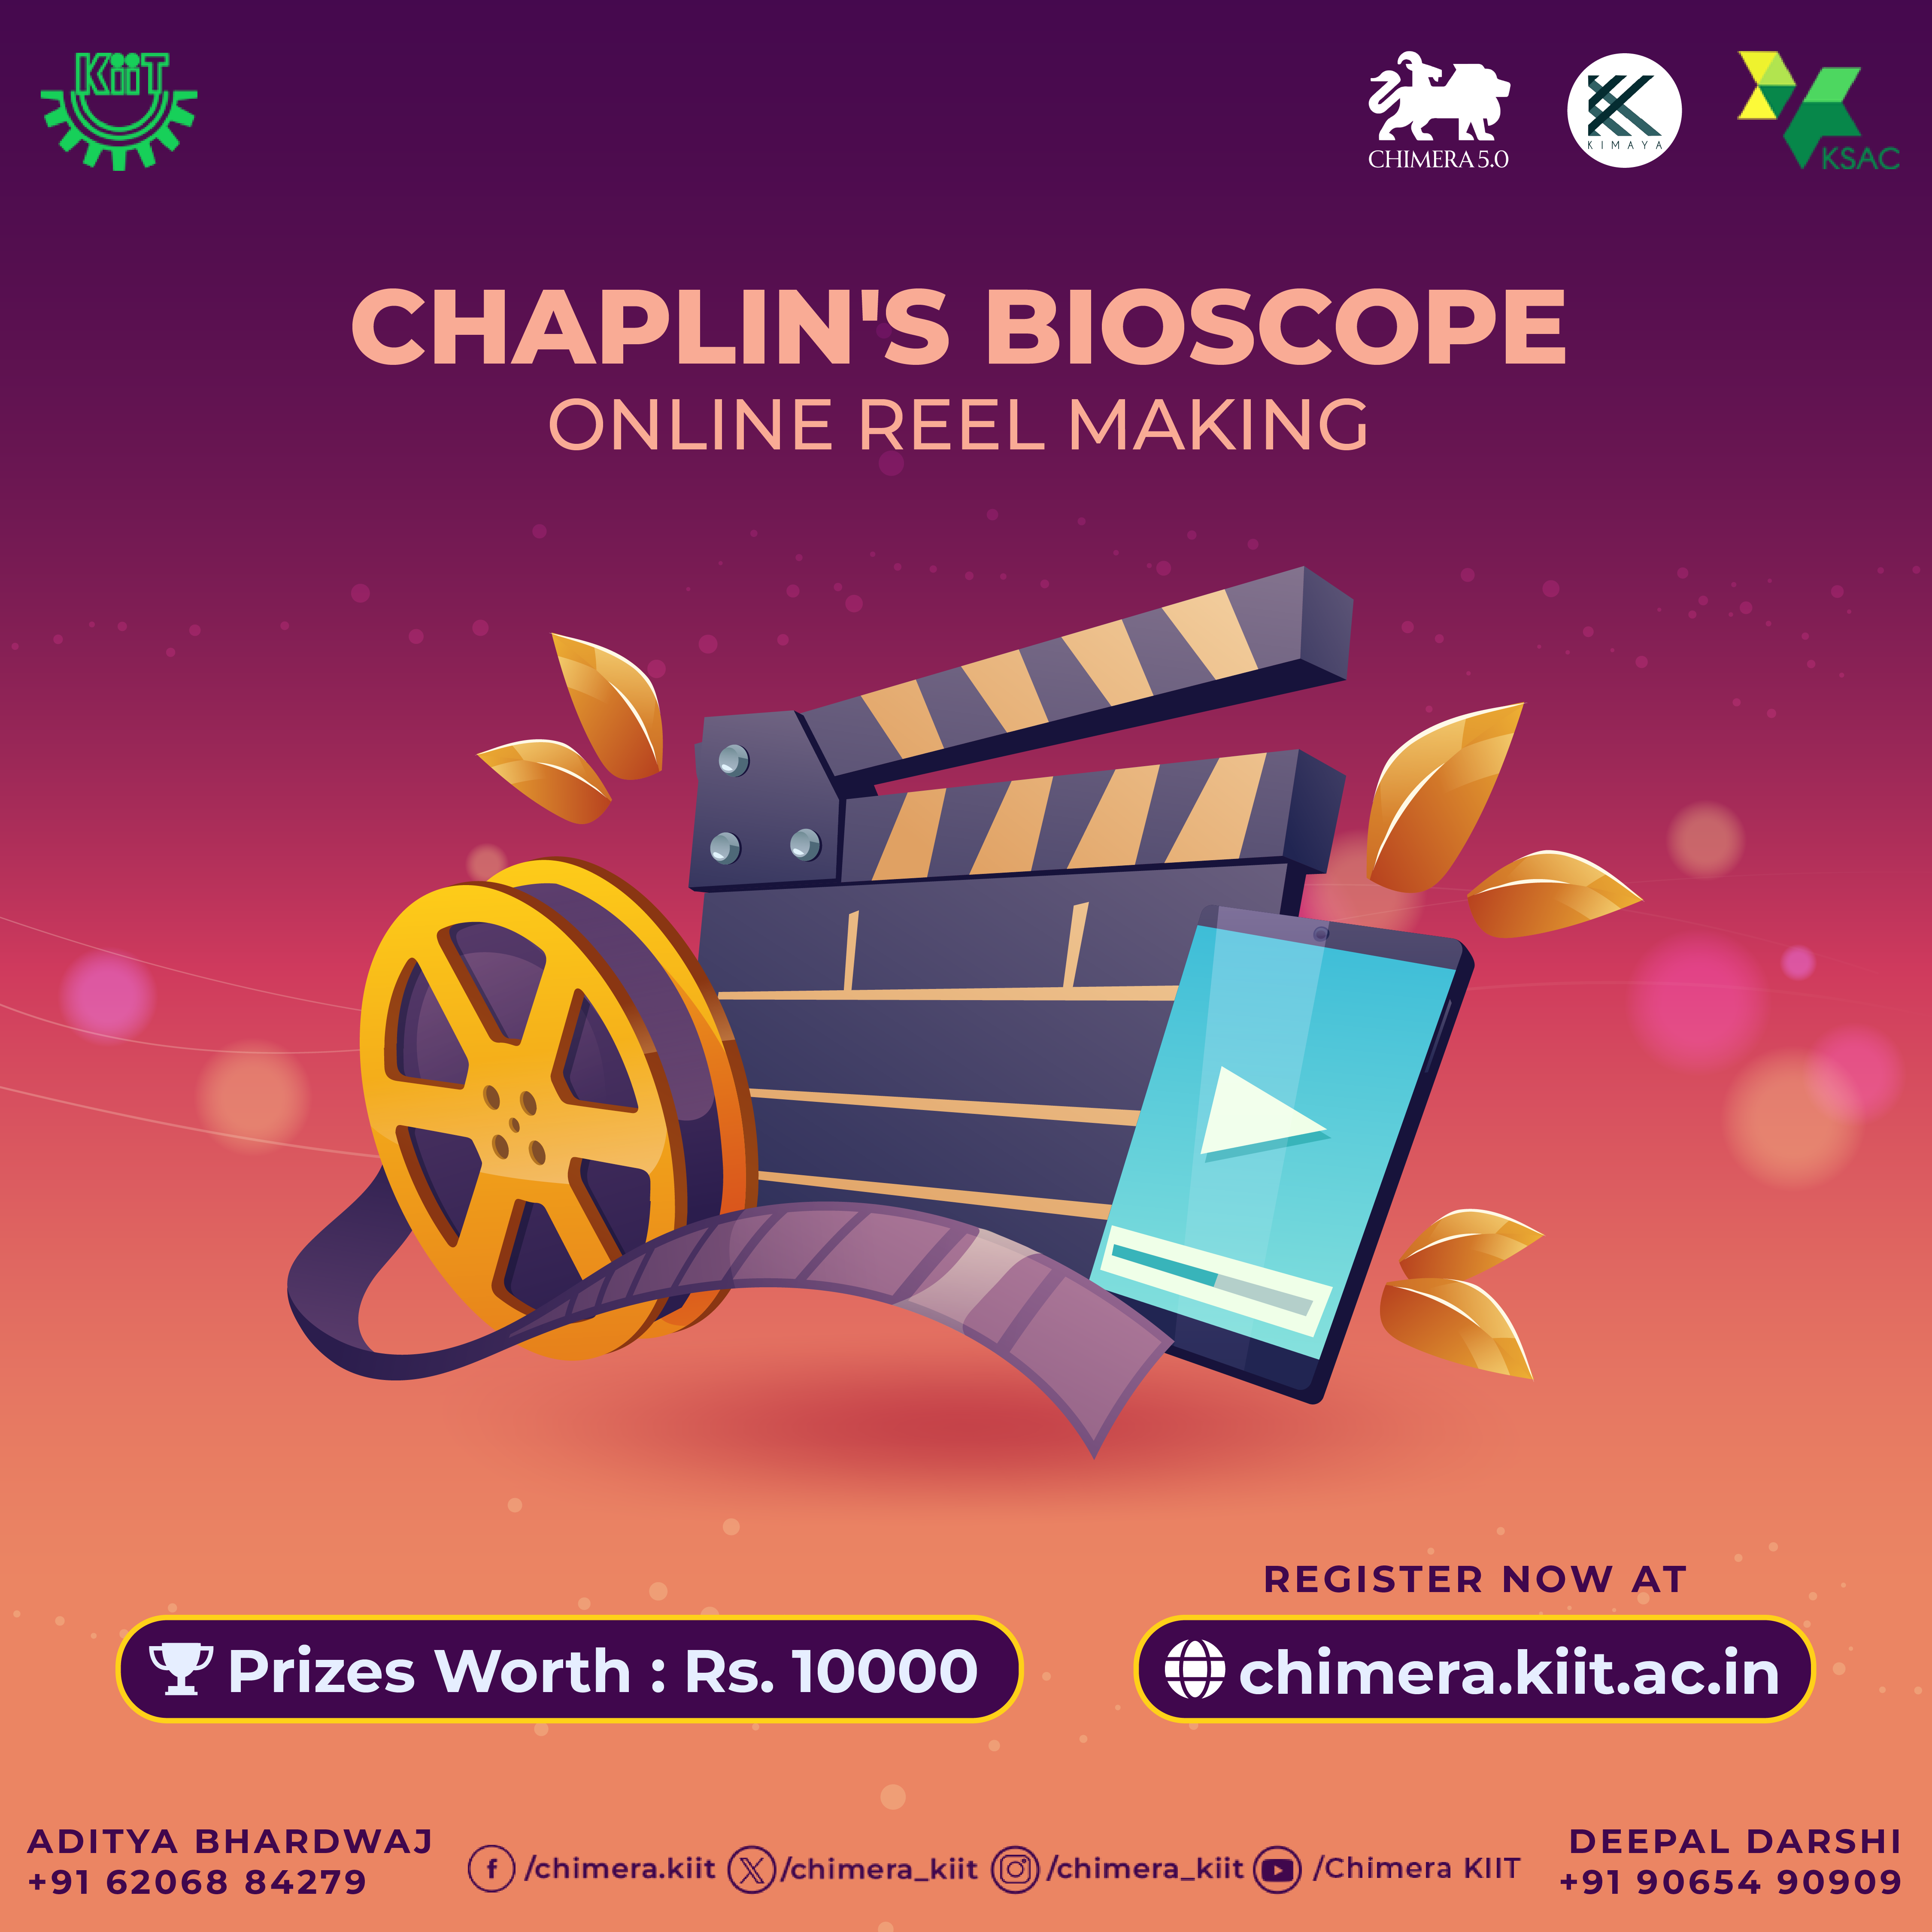 KiiT
CHIMERA 5.0
KIMAYA
KSAC
CHAPLIN'S BIOSCOPE
ONLINE REEL MAKING
REGISTER NOW AT
Prizes Worth : Rs. 10000
chimera.kiit.ac.in
ADITYA BHARDWAJ
+91 62068 84279
/chimera.kiit
/chimera_kiit
/chimera_kiit
/Chimera KIIT
DEEPAL DARSHI
+91 90654 90909